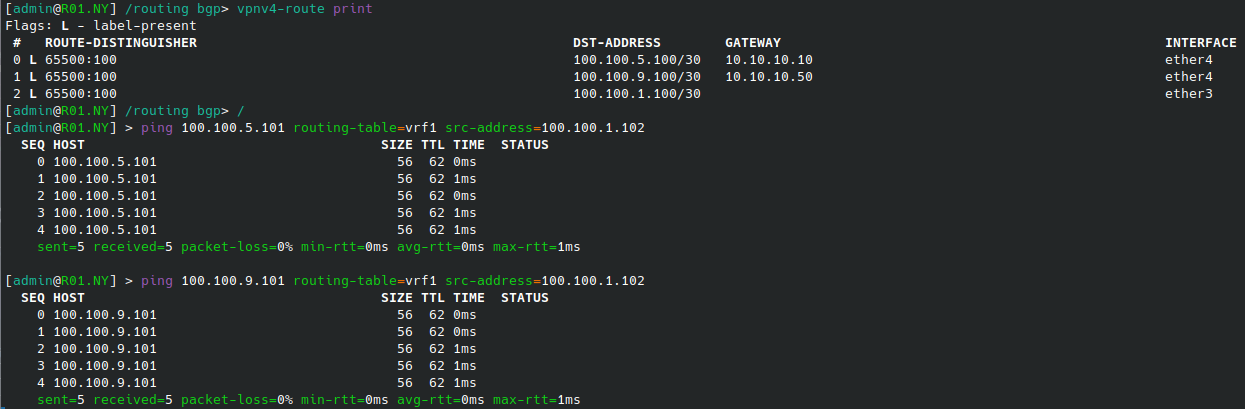 [admin@R01.NY] /routing bgp> vpnv4-route print
Flags: L - label-present
# ROUTE-DISTINGUISHER DST-ADDRESS GATEWAY INTERFACE
0 L 65500:100 100.100.5.100/30 10.10.10.10 ether4
1 L 65500:100 100.100.9.100/30 10.10.10.50 ether4
2 L 65500:100 100.100.1.100/30 ether3
[admin@R01.NY] /routing bgp> /
[admin@R01.NY] > ping 100.100.5.101 routing-table=vrf1 src-address=100.100.1.102
SEQ HOST SIZE TTL TIME STATUS
0 100.100.5.101 56 62 0ms
1 100.100.5.101 56 62 1ms
2 100.100.5.101 56 62 0ms
3 100.100.5.101 56 62 1ms
4 100.100.5.101 56 62 1ms
sent=5 received=5 packet-loss=0% min-rtt=0ms avg-rtt=0ms max-rtt=1ms
[admin@R01.NY] > ping 100.100.9.101 routing-table=vrf1 src-address=100.100.1.102
SEQ HOST SIZE TTL TIME STATUS
0 100.100.9.101 56 62 0ms
1 100.100.9.101 56 62 0ms
2 100.100.9.101 56 62 1ms
3 100.100.9.101 56 62 1ms
4 100.100.9.101 56 62 1ms
sent=5 received=5 packet-loss=0% min-rtt=0ms avg-rtt=0ms max-rtt=1ms